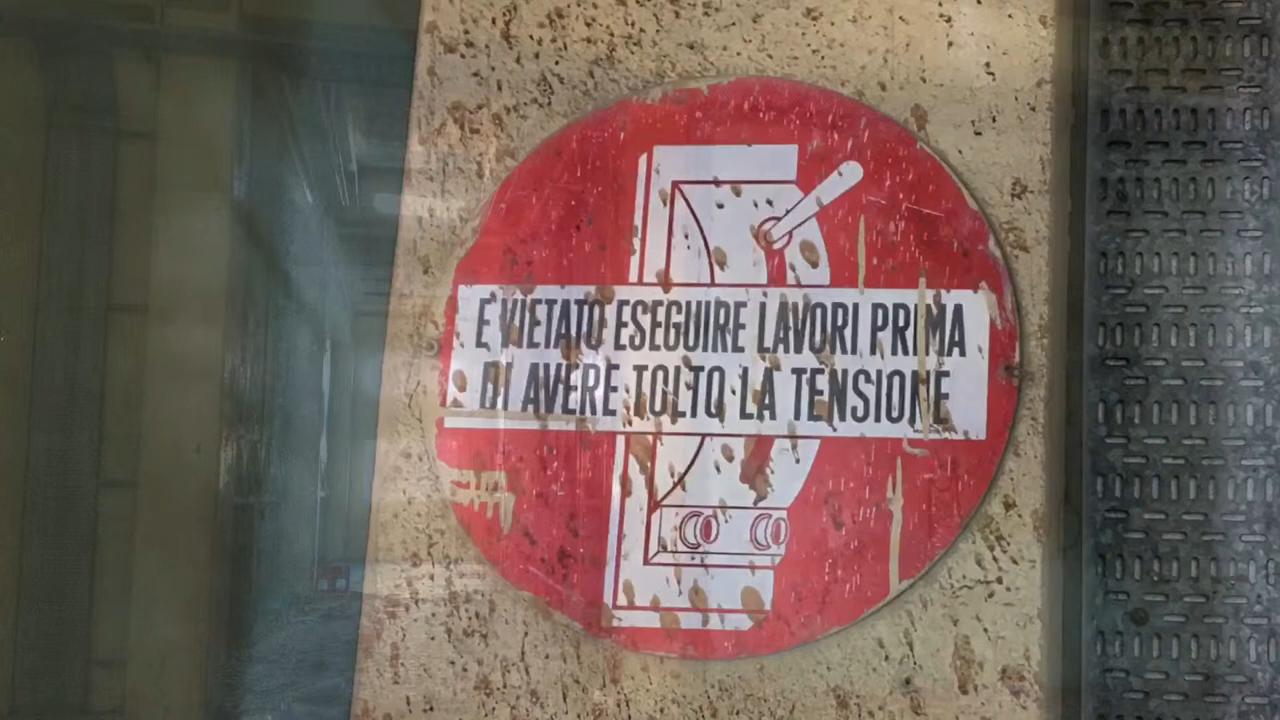 E VIETATO ESEGUIRE LAVORI PRIMA
DI AVERE TOLTO LA TENSIONE